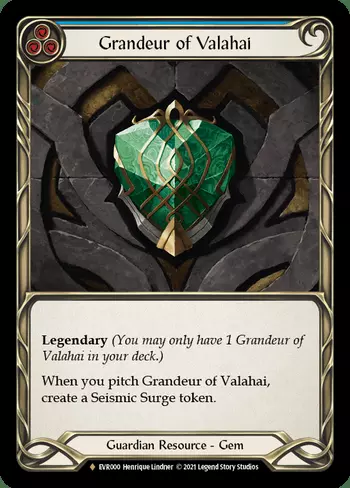 Grandeur of Valahai
Legendary (You may only have 1 Grandeur of
Valahai in your deck.)
When you pitch Grandeur of Valahai,
create a Seismic Surge token.
Guardian Resource - Gem
EVR000 Henrique Lindner © 2021 Legend Story Studios